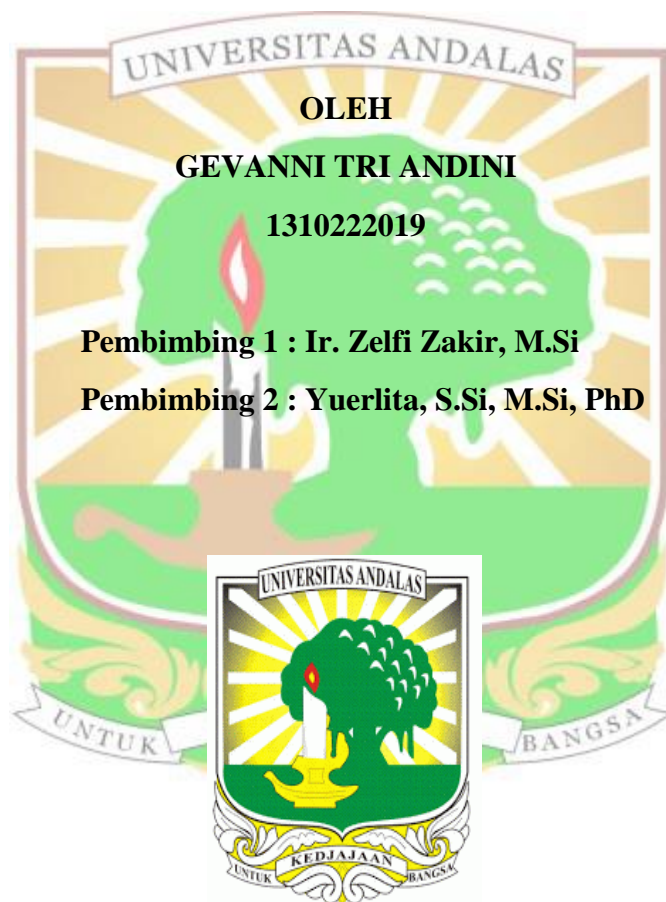 UNIVERSITAS ANDALAS
OLEH
GEVANNI TRI ANDINI
1310222019
Pembimbing 1 : Ir. Zelfi Zakir, M.Si
Pembimbing 2 : Yuerlita, S.Si, M.Si, PhD
UNIVERSITAS ANDALAS
UNTUK BANGSA
KEDJAJAAN
UNTUK BANGSA